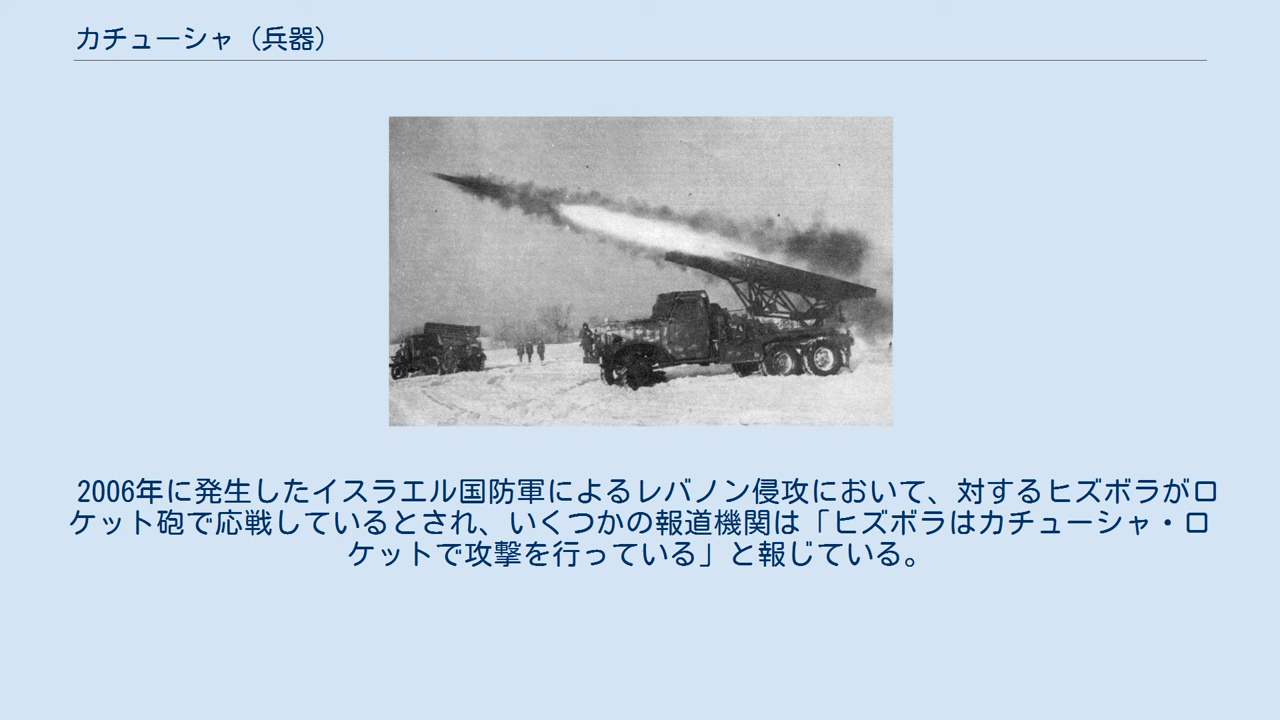 カチューシャ（兵器）
2006年に発生したイスラエル国防軍によるレバノン侵攻において、対するヒズボラがロ
ケット砲で応戦しているとされ、いくつかの報道機関は「ヒズボラはカチューシャ・ロ
ケットで攻撃を行っている」と報じている。